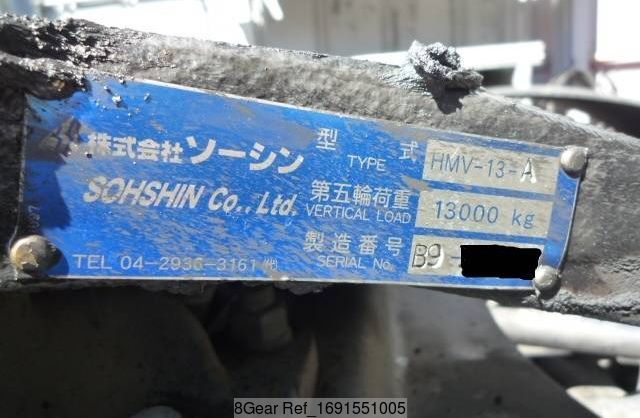 株式会社 ソーシン
SOHSHIN Co., Ltd.
TEL 04-2936-3161 ㈹
型 式 HMV-13-A
TYPE
第五輪荷重 13000 kg
VERTICAL LOAD
製造番号 B9-
SERIAL No.
8Gear Ref_1691551005